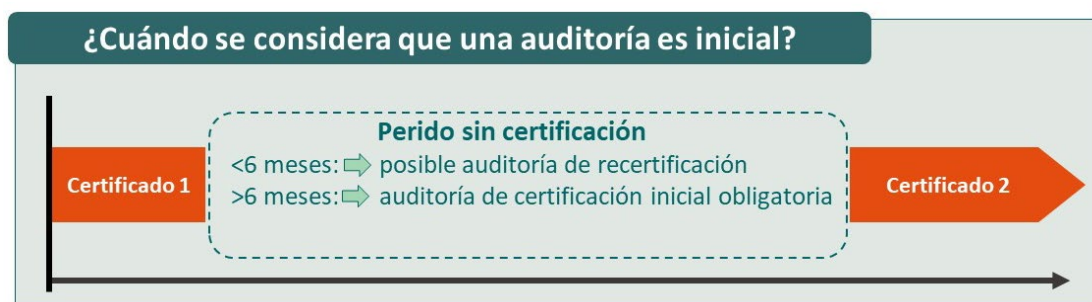 ¿Cuándo se considera que una auditoría es inicial?
Perido sin certificación
<6 meses: posible auditoría de recertificación
>6 meses: auditoría de certificación inicial obligatoria
Certificado 1
Certificado 2